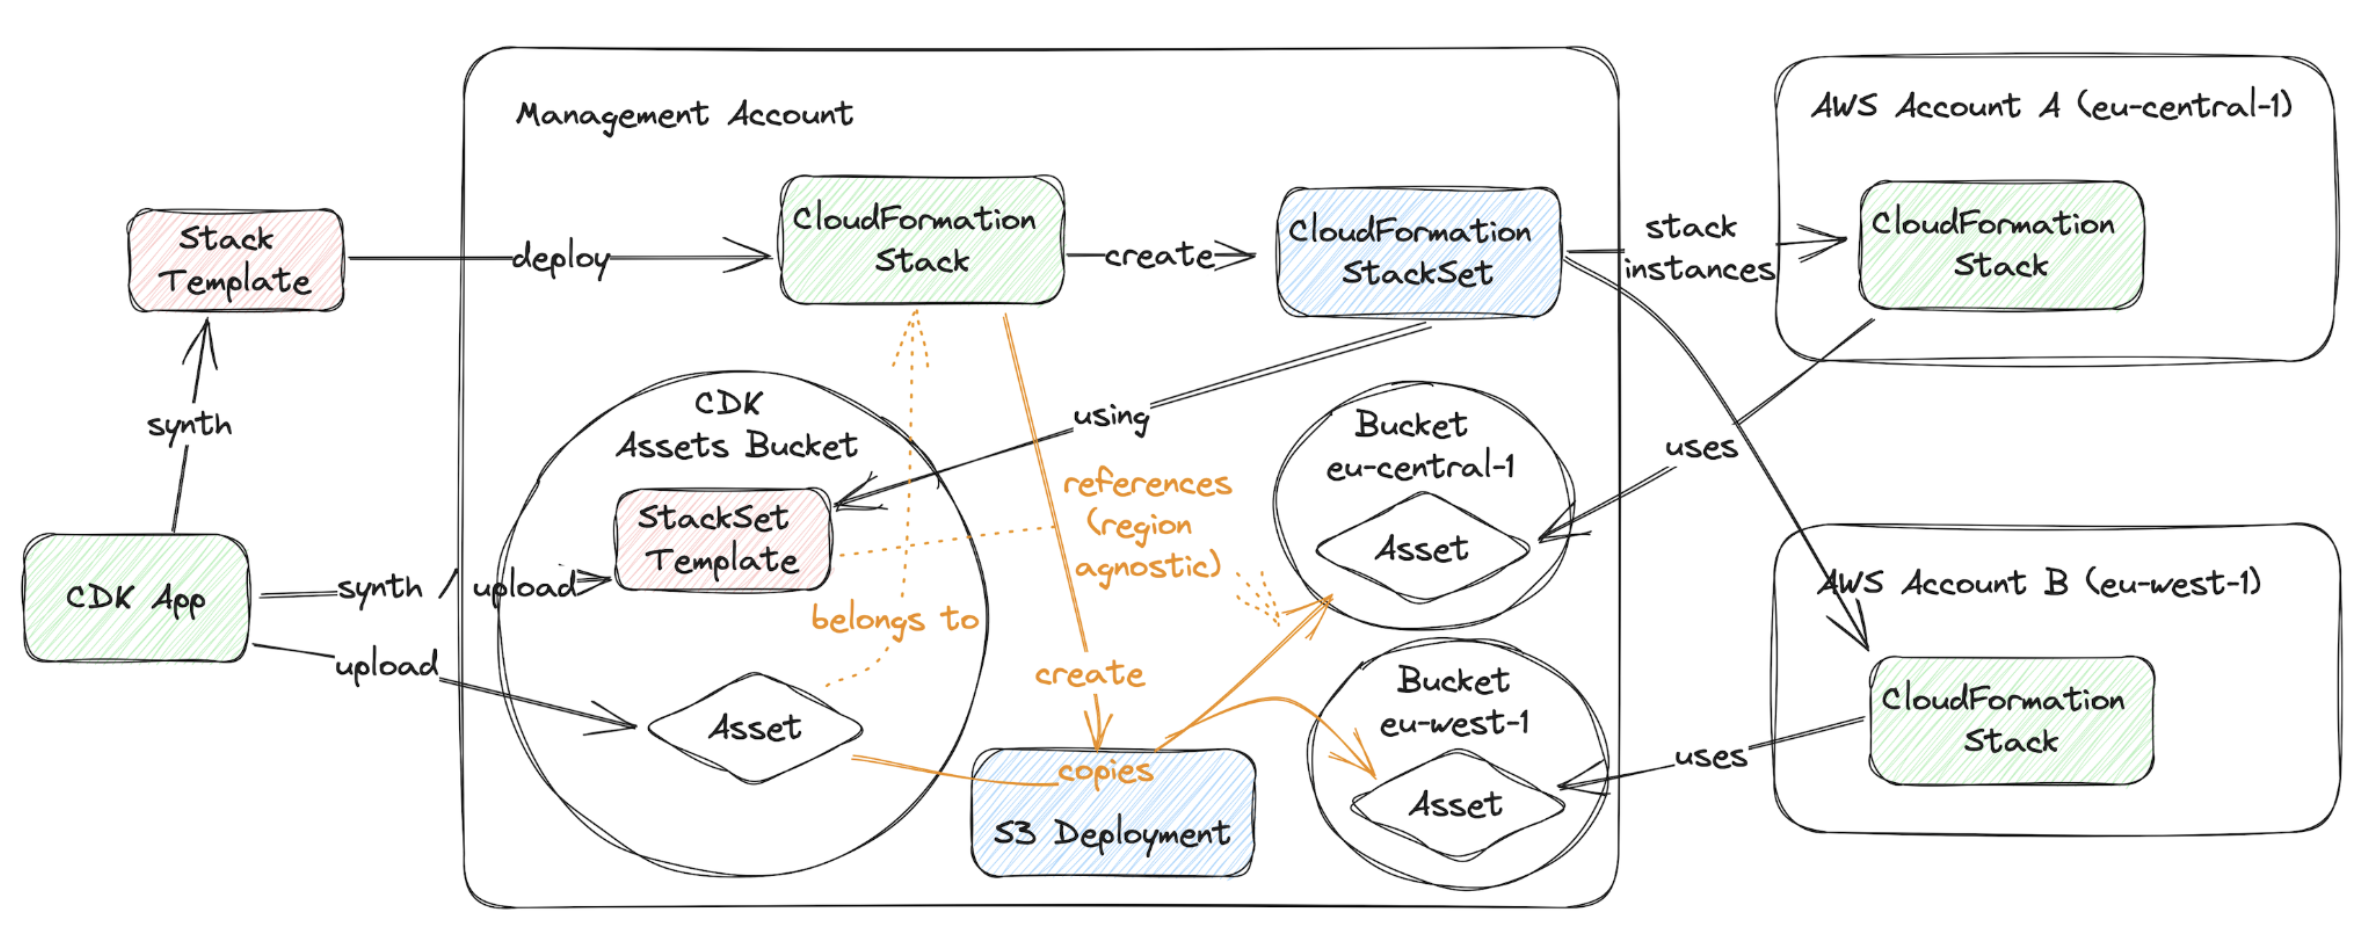 Management Account
AWS Account A (eu-central-1)
Stack
Template
deploy
CloudFormation
Stack
create
CloudFormation
StackSet
stack
instances
CloudFormation
Stack
synth
CDK
Assets Bucket
using
Bucket
eu-central-1
uses
StackSet
Template
references
(region
agnostic)
Asset
CDK App
synth / upload
belongs to
AWS Account B (eu-west-1)
upload
Asset
create
Bucket
eu-west-1
CloudFormation
Stack
copies
S3 Deployment
Asset
uses